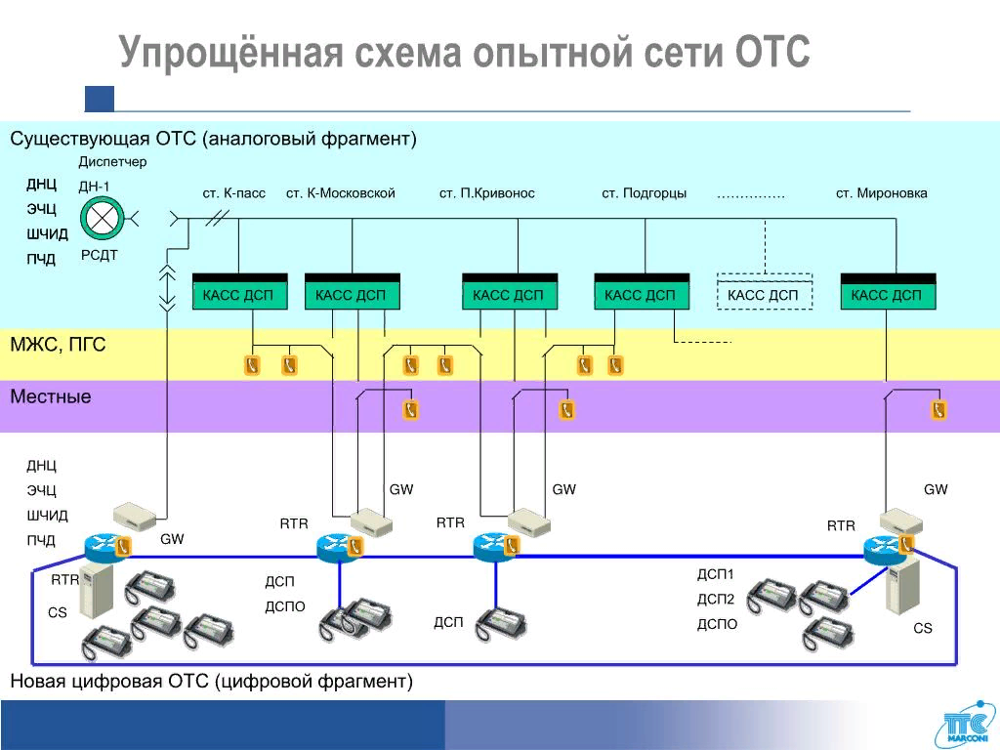 Упрощённая схема опытной сети ОТС
Существующая ОТС (аналоговый фрагмент)
Диспетчер
ДНЦ
ДН-1
ЭЧЦ
ШЧИД
ПЧД
РСДТ
ст. К-пасс
ст. К-Московской
ст. П.Кривонос
ст. Подгорцы
……………
ст. Мироновка
КАСС ДСП
КАСС ДСП
КАСС ДСП
КАСС ДСП
КАСС ДСП
КАСС ДСП
МЖС, ПГС
Местные
ДНЦ
ЭЧЦ
ШЧИД
ПЧД
GW
RTR
CS
GW
RTR
ДСП
ДСПО
GW
RTR
ДСП
GW
RTR
ДСП1
ДСП2
ДСПО
CS
Новая цифровая ОТС (цифровой фрагмент)
TTC
MARCONI